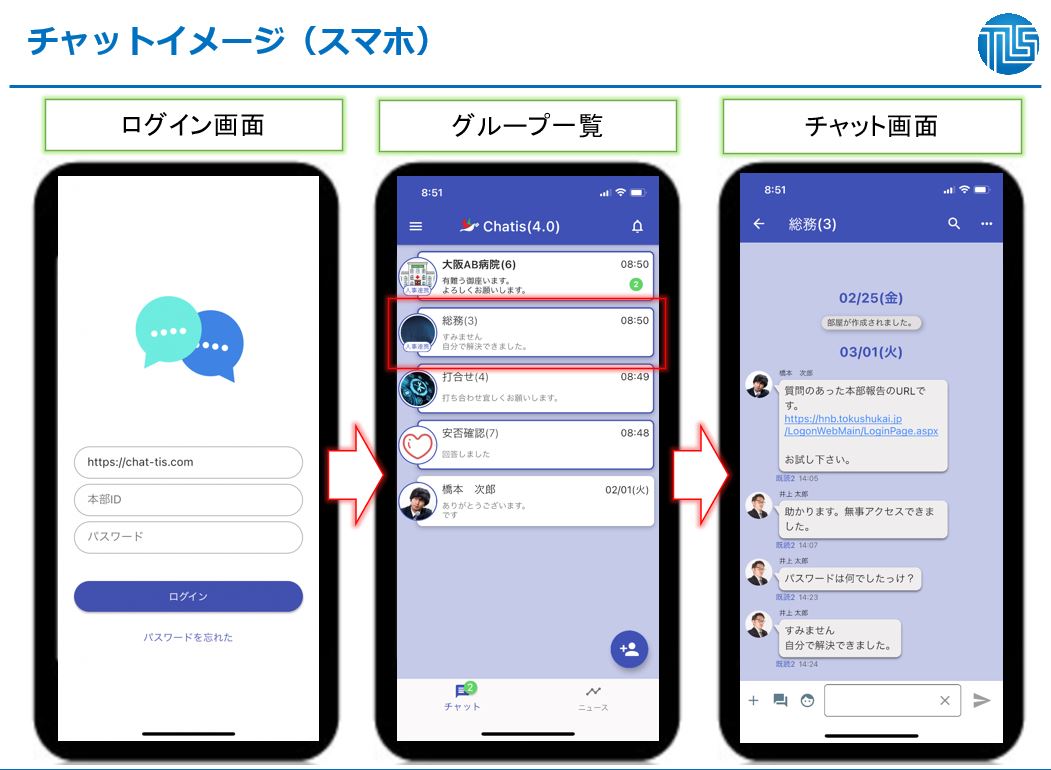 チャットイメージ（スマホ）
TLS
ログイン画面
グループ一覧
チャット画面
https://chat-tis.com
本部ID
パスワード
ログイン
パスワードを忘れた
8:51
Chatis(4.0)
大阪AB病院(6)
08:50
有難う御座います。
よろしくお願いします。
2
人事連携
総務(3)
08:50
すみません
自分で解決できました。
人事連携
打合せ(4)
08:49
打ち合わせ宜しくお願いします。
安否確認(7)
08:48
回答しました
橋本　次郎
02/01(火)
ありがとうございます。
です
2
チャット
ニュース
8:51
総務(3)
02/25(金)
部屋が作成されました。
03/01(火)
橋本　次郎
質問のあった本部報告のURLで
す。
https://hnb.tokushukai.jp
/LogonWebMain/LoginPage.aspx
お試し下さい。
既読2 14:05
井上 太郎
助かります。無事アクセスできま
した。
既読2 14:07
井上 太郎
パスワードは何でしたっけ？
既読2 14:23
井上 太郎
すみません
自分で解決できました。
既読2 14:24